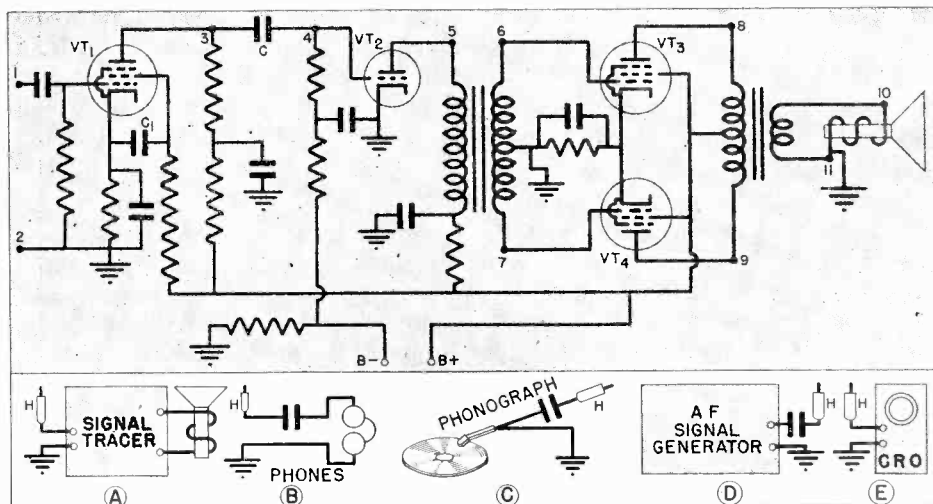 8
3
C
4
VT2
5
6
VT3
VT1
1
C1
10
11
2
7
VT4
9
B-
B+
H
SIGNAL
TRACER
H
PHONES
PHONOGRAPH
H
A F
SIGNAL
GENERATOR
H
H
CRO
A
B
C
D
E